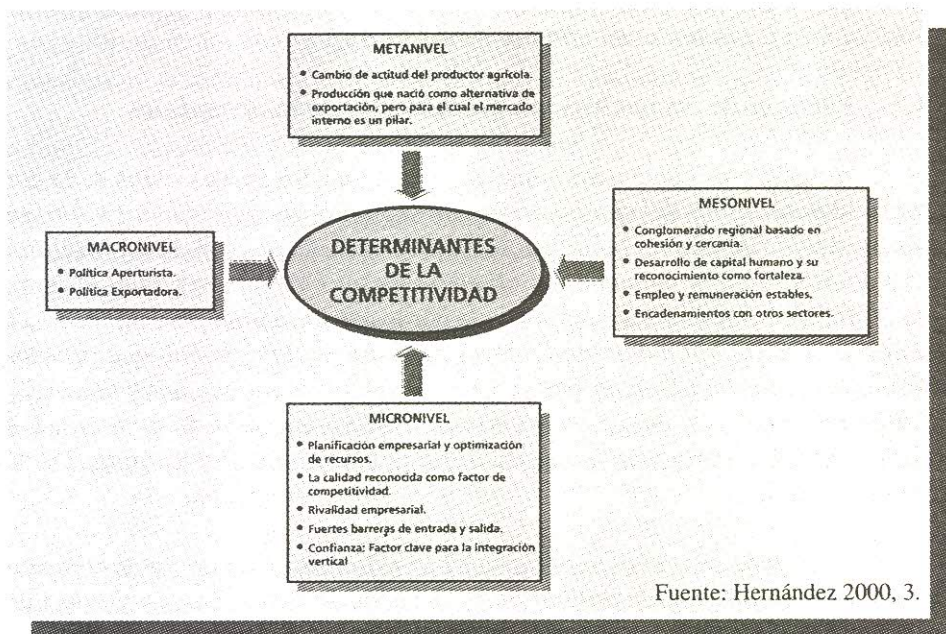 METANIVEL
• Cambio de actitud del productor agrícola.
• Producción que nació como alternativa de
exportación, pero para el cual el mercado
interno es un pilar.
MACRONIVEL
• Política Aperturista.
• Política Exportadora.
DETERMINANTES
DE LA
COMPETITIVIDAD
MESONIVEL
• Conglomerado regional basado en
cohesión y cercanía.
• Desarrollo de capital humano y su
reconocimiento como fortaleza.
• Empleo y remuneración estables.
• Encadenamientos con otros sectores.
MICRONIVEL
• Planificación empresarial y optimización
de recursos.
• La calidad reconocida como factor de
competitividad.
• Rivalidad empresarial.
• Fuertes barreras de entrada y salida.
• Confianza: Factor clave para la integración
vertical
Fuente: Hernández 2000, 3.